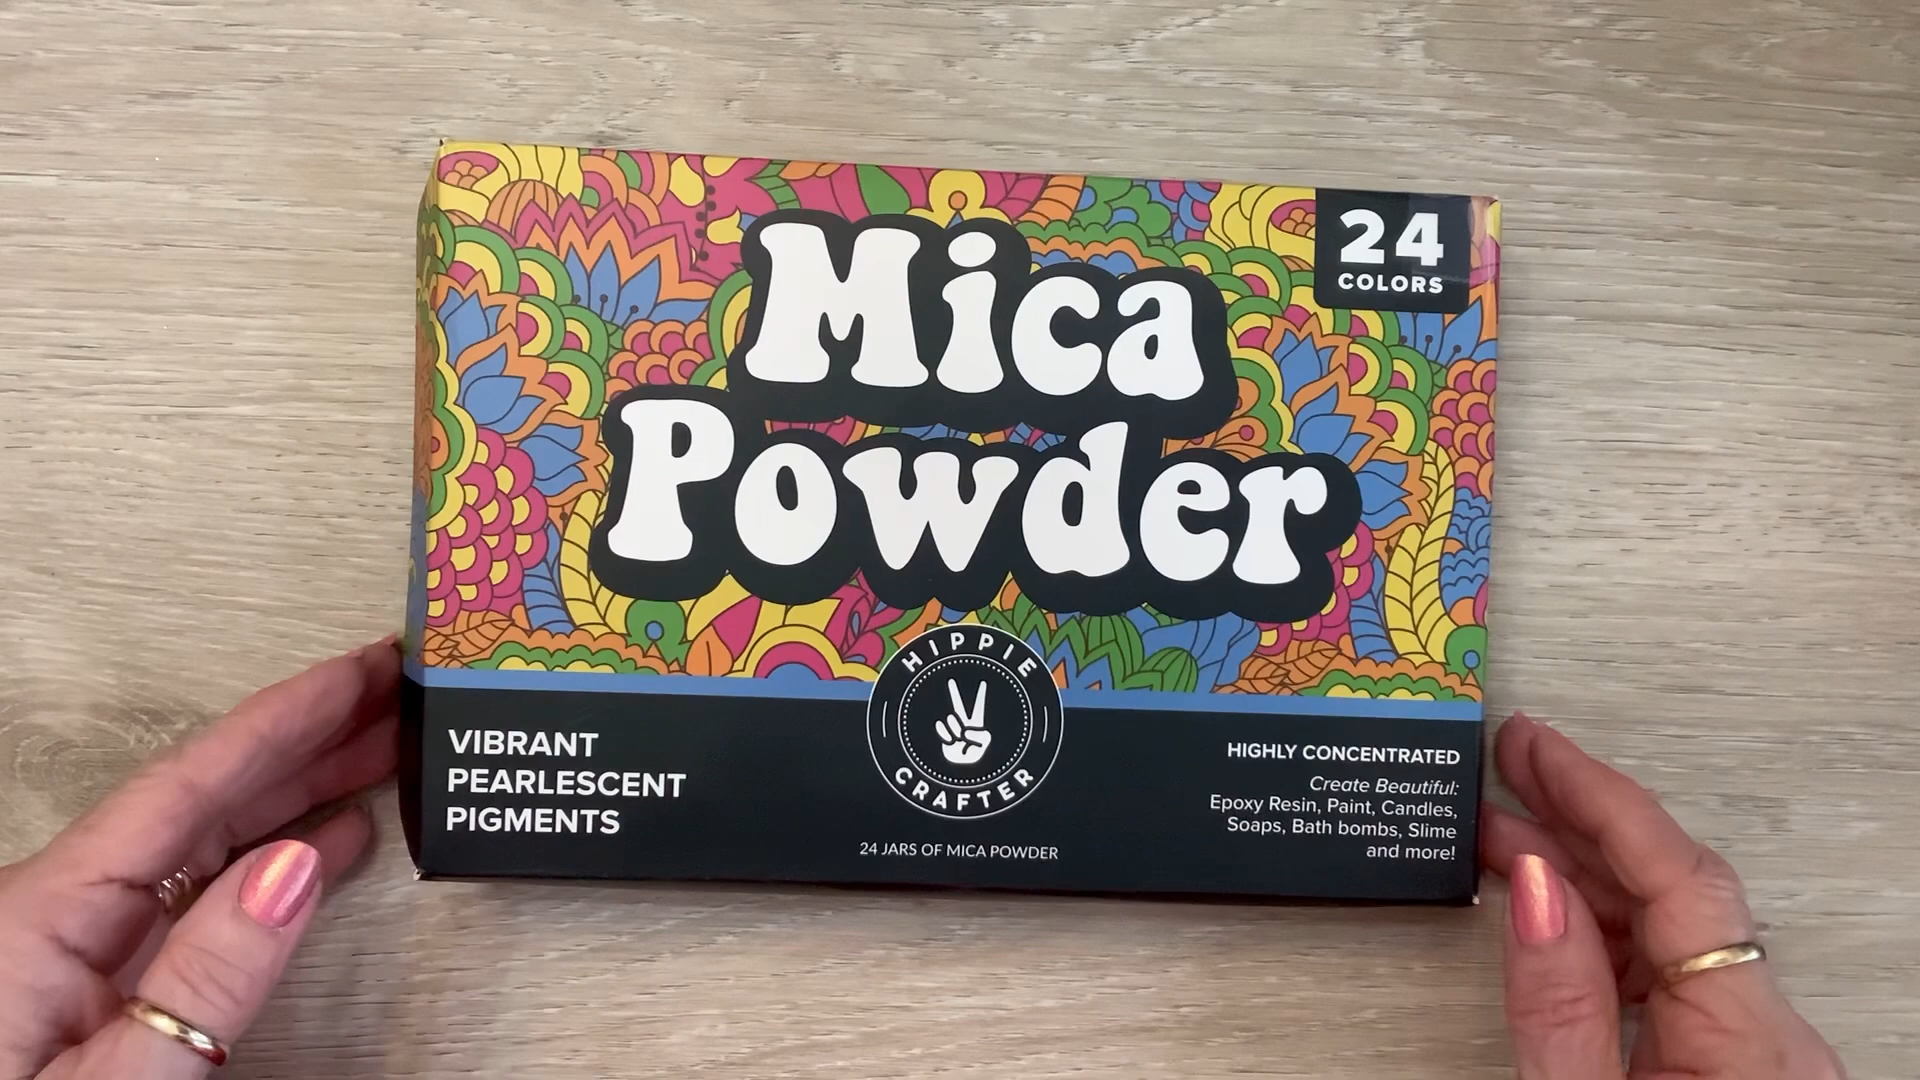 Mica
Powder
24
COLORS
HIPPIE
CRAFTER
VIBRANT
PEARLESCENT
PIGMENTS
24 JARS OF MICA POWDER
HIGHLY CONCENTRATED
Create Beautiful:
Epoxy Resin, Paint, Candles,
Soaps, Bath bombs, Slime
and more!